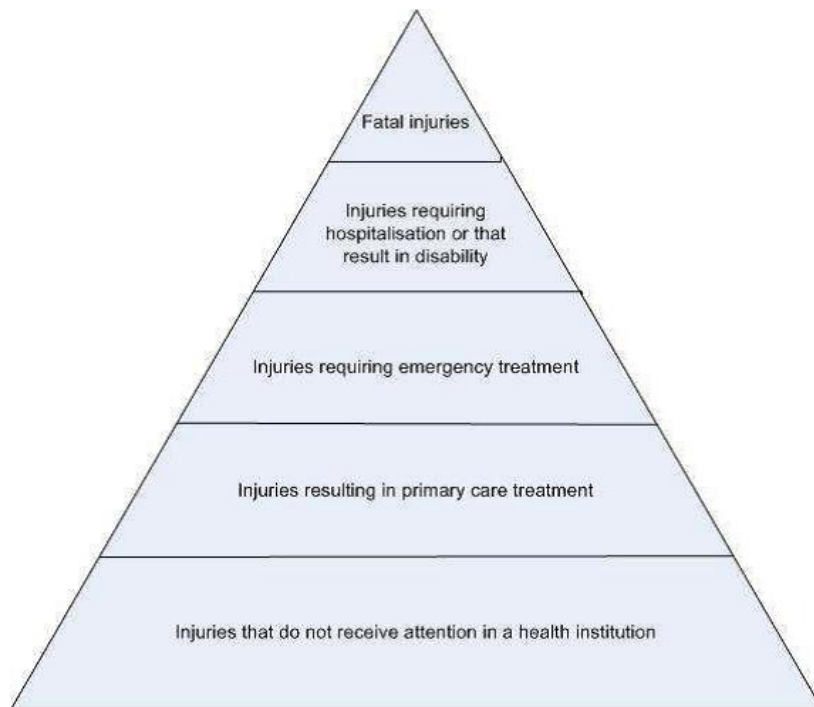 Fatal injuries
Injuries requiring
hospitalisation or that
result in disability
Injuries requiring emergency treatment
Injuries resulting in primary care treatment
Injuries that do not receive attention in a health institution